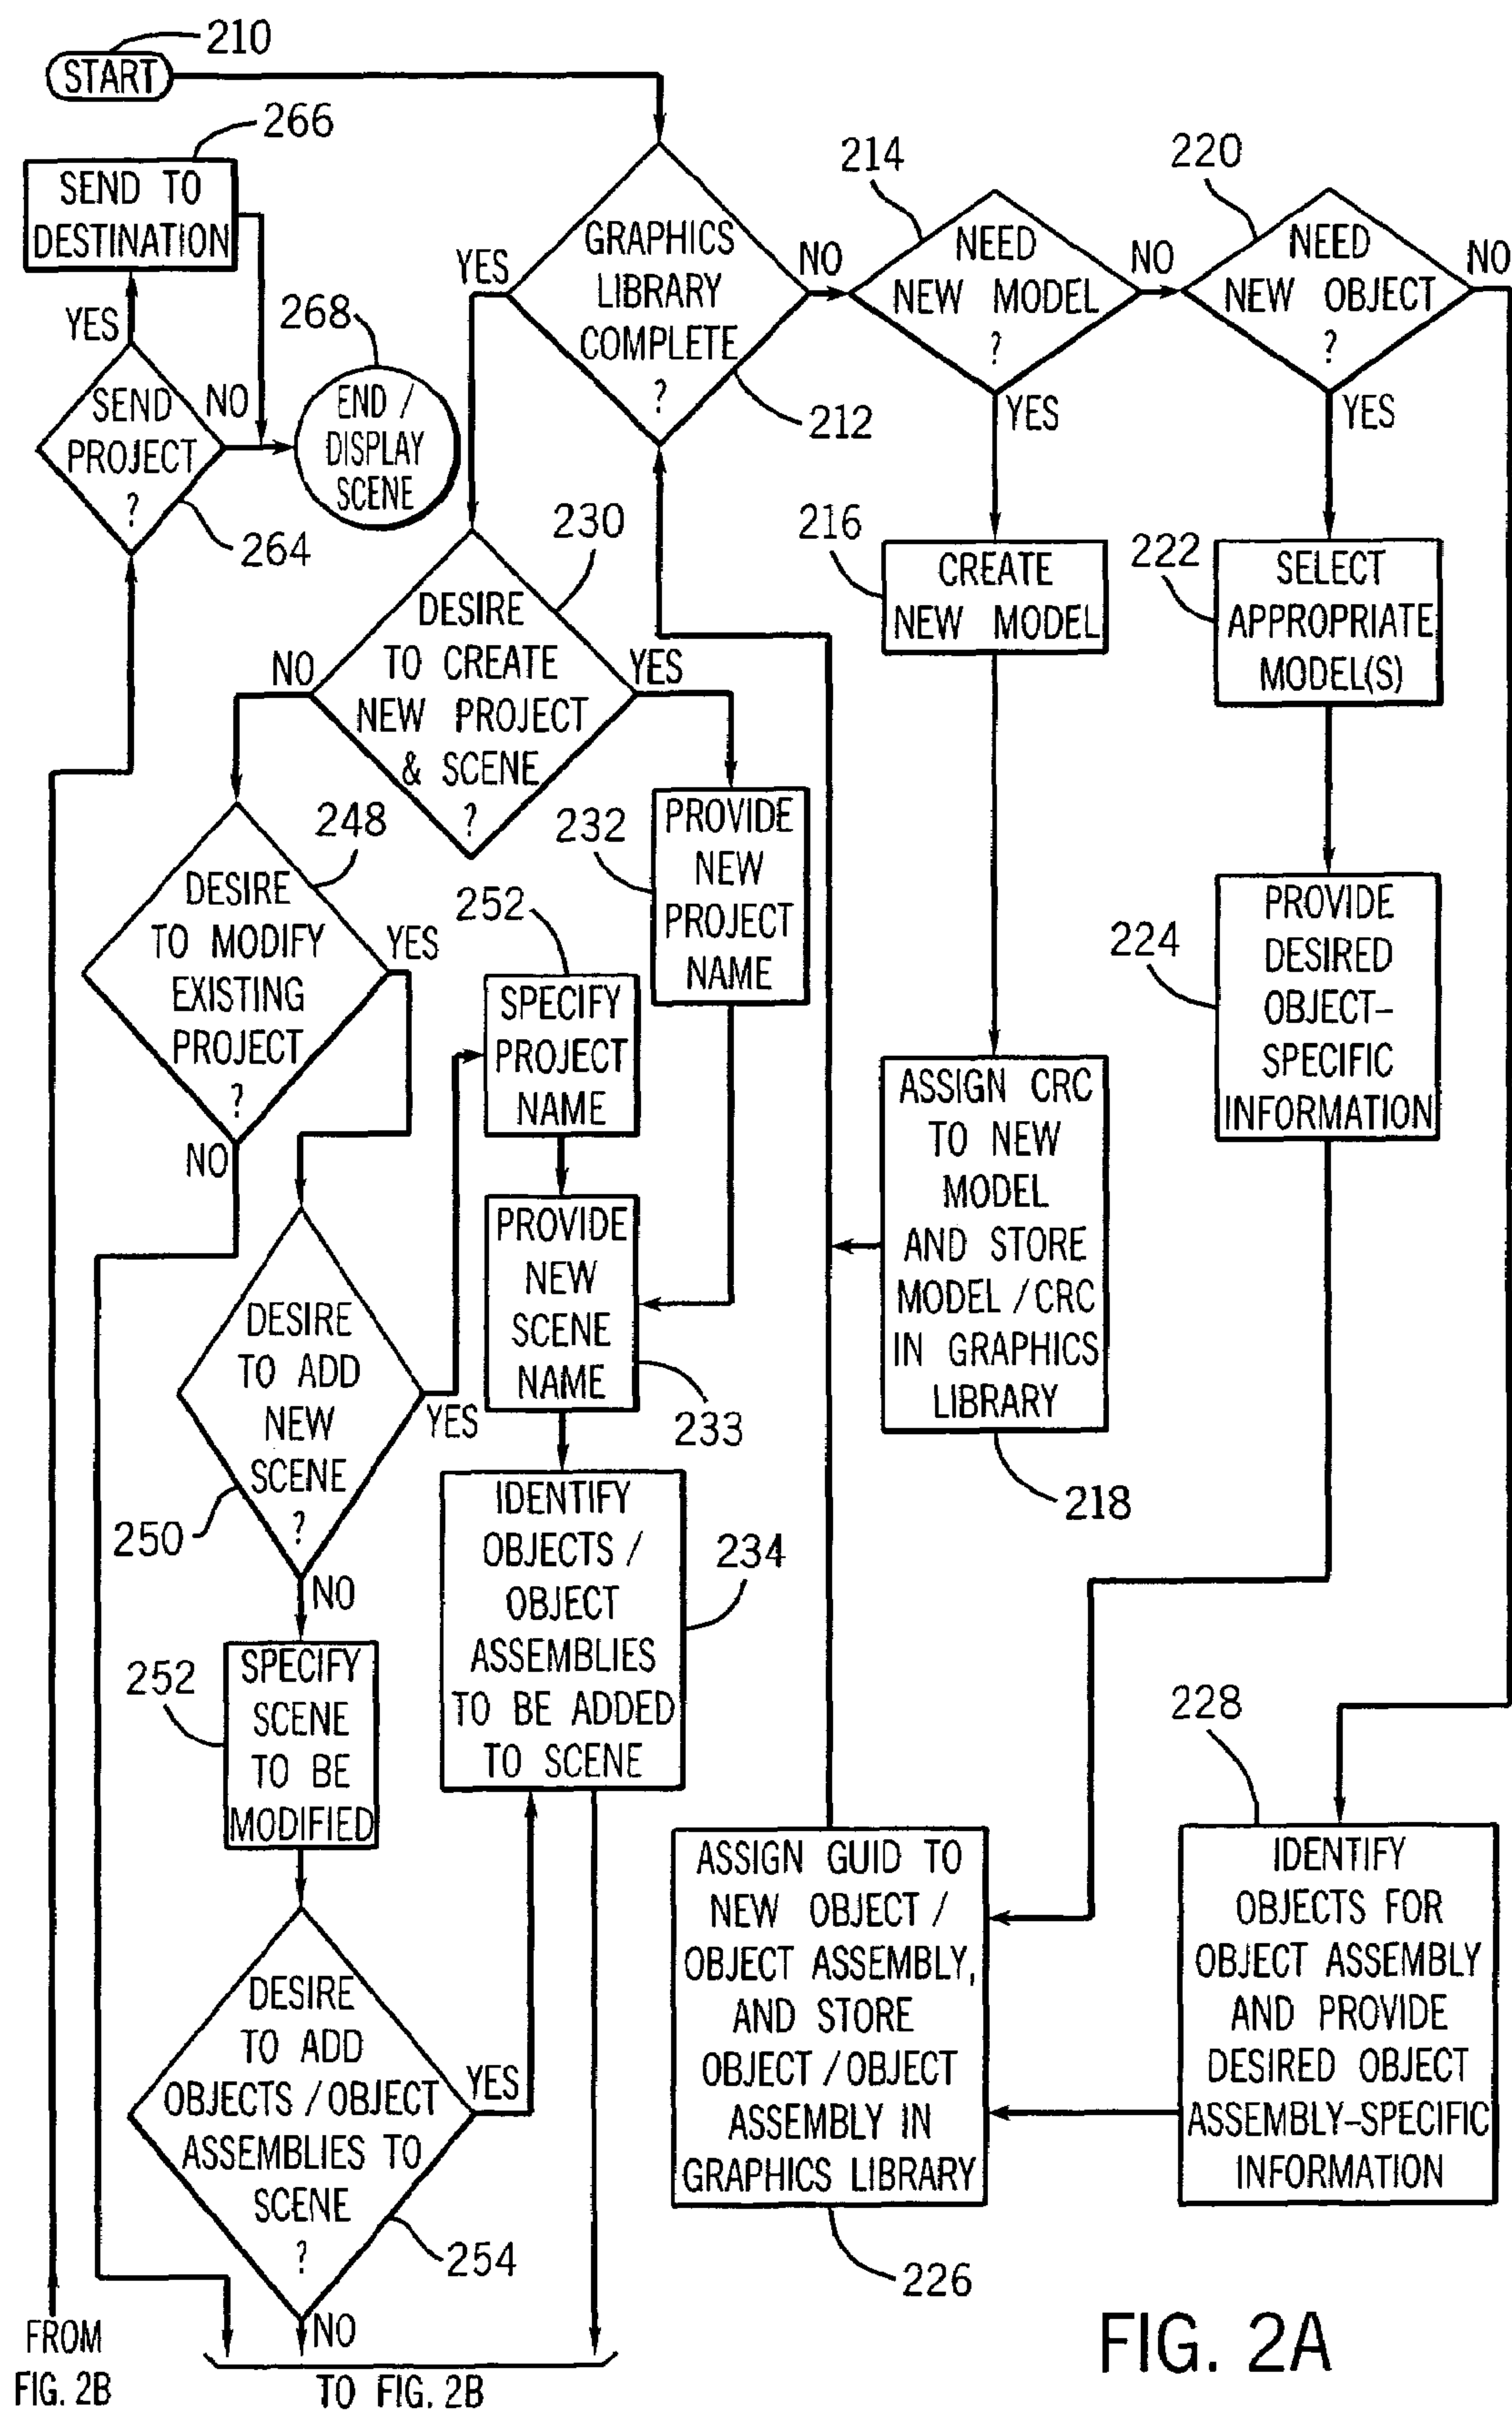 210
START
266
SEND TO
DESTINATION
YES
268
END /
DISPLAY
SCENE
SEND
PROJECT
?
NO
264
GRAPHICS
LIBRARY
COMPLETE
?
YES
NO
212
214
NEED
NEW MODEL
?
NO
YES
220
NEED
NEW OBJECT
?
NO
YES
216
CREATE
NEW MODEL
222
SELECT
APPROPRIATE
MODEL(S)
230
DESIRE
TO CREATE
NEW PROJECT
& SCENE
?
NO
YES
232
PROVIDE
NEW
PROJECT
NAME
248
DESIRE
TO MODIFY
EXISTING
PROJECT
?
YES
NO
252
SPECIFY
PROJECT
NAME
224
PROVIDE
DESIRED
OBJECT-
SPECIFIC
INFORMATION
ASSIGN CRC
TO NEW
MODEL
AND STORE
MODEL / CRC
IN GRAPHICS
LIBRARY
218
PROVIDE
NEW
SCENE
NAME
233
DESIRE
TO ADD
NEW
SCENE
?
YES
250
NO
IDENTIFY
OBJECTS /
OBJECT
ASSEMBLIES
TO BE ADDED
TO SCENE
234
252
SPECIFY
SCENE
TO BE
MODIFIED
228
IDENTIFY
OBJECTS FOR
OBJECT ASSEMBLY
AND PROVIDE
DESIRED OBJECT
ASSEMBLY-SPECIFIC
INFORMATION
ASSIGN GUID TO
NEW OBJECT /
OBJECT ASSEMBLY,
AND STORE
OBJECT / OBJECT
ASSEMBLY IN
GRAPHICS LIBRARY
226
DESIRE
TO ADD
OBJECTS / OBJECT
ASSEMBLIES TO
SCENE
?
YES
254
NO
FROM
FIG. 2B
TO FIG. 2B
FIG. 2A